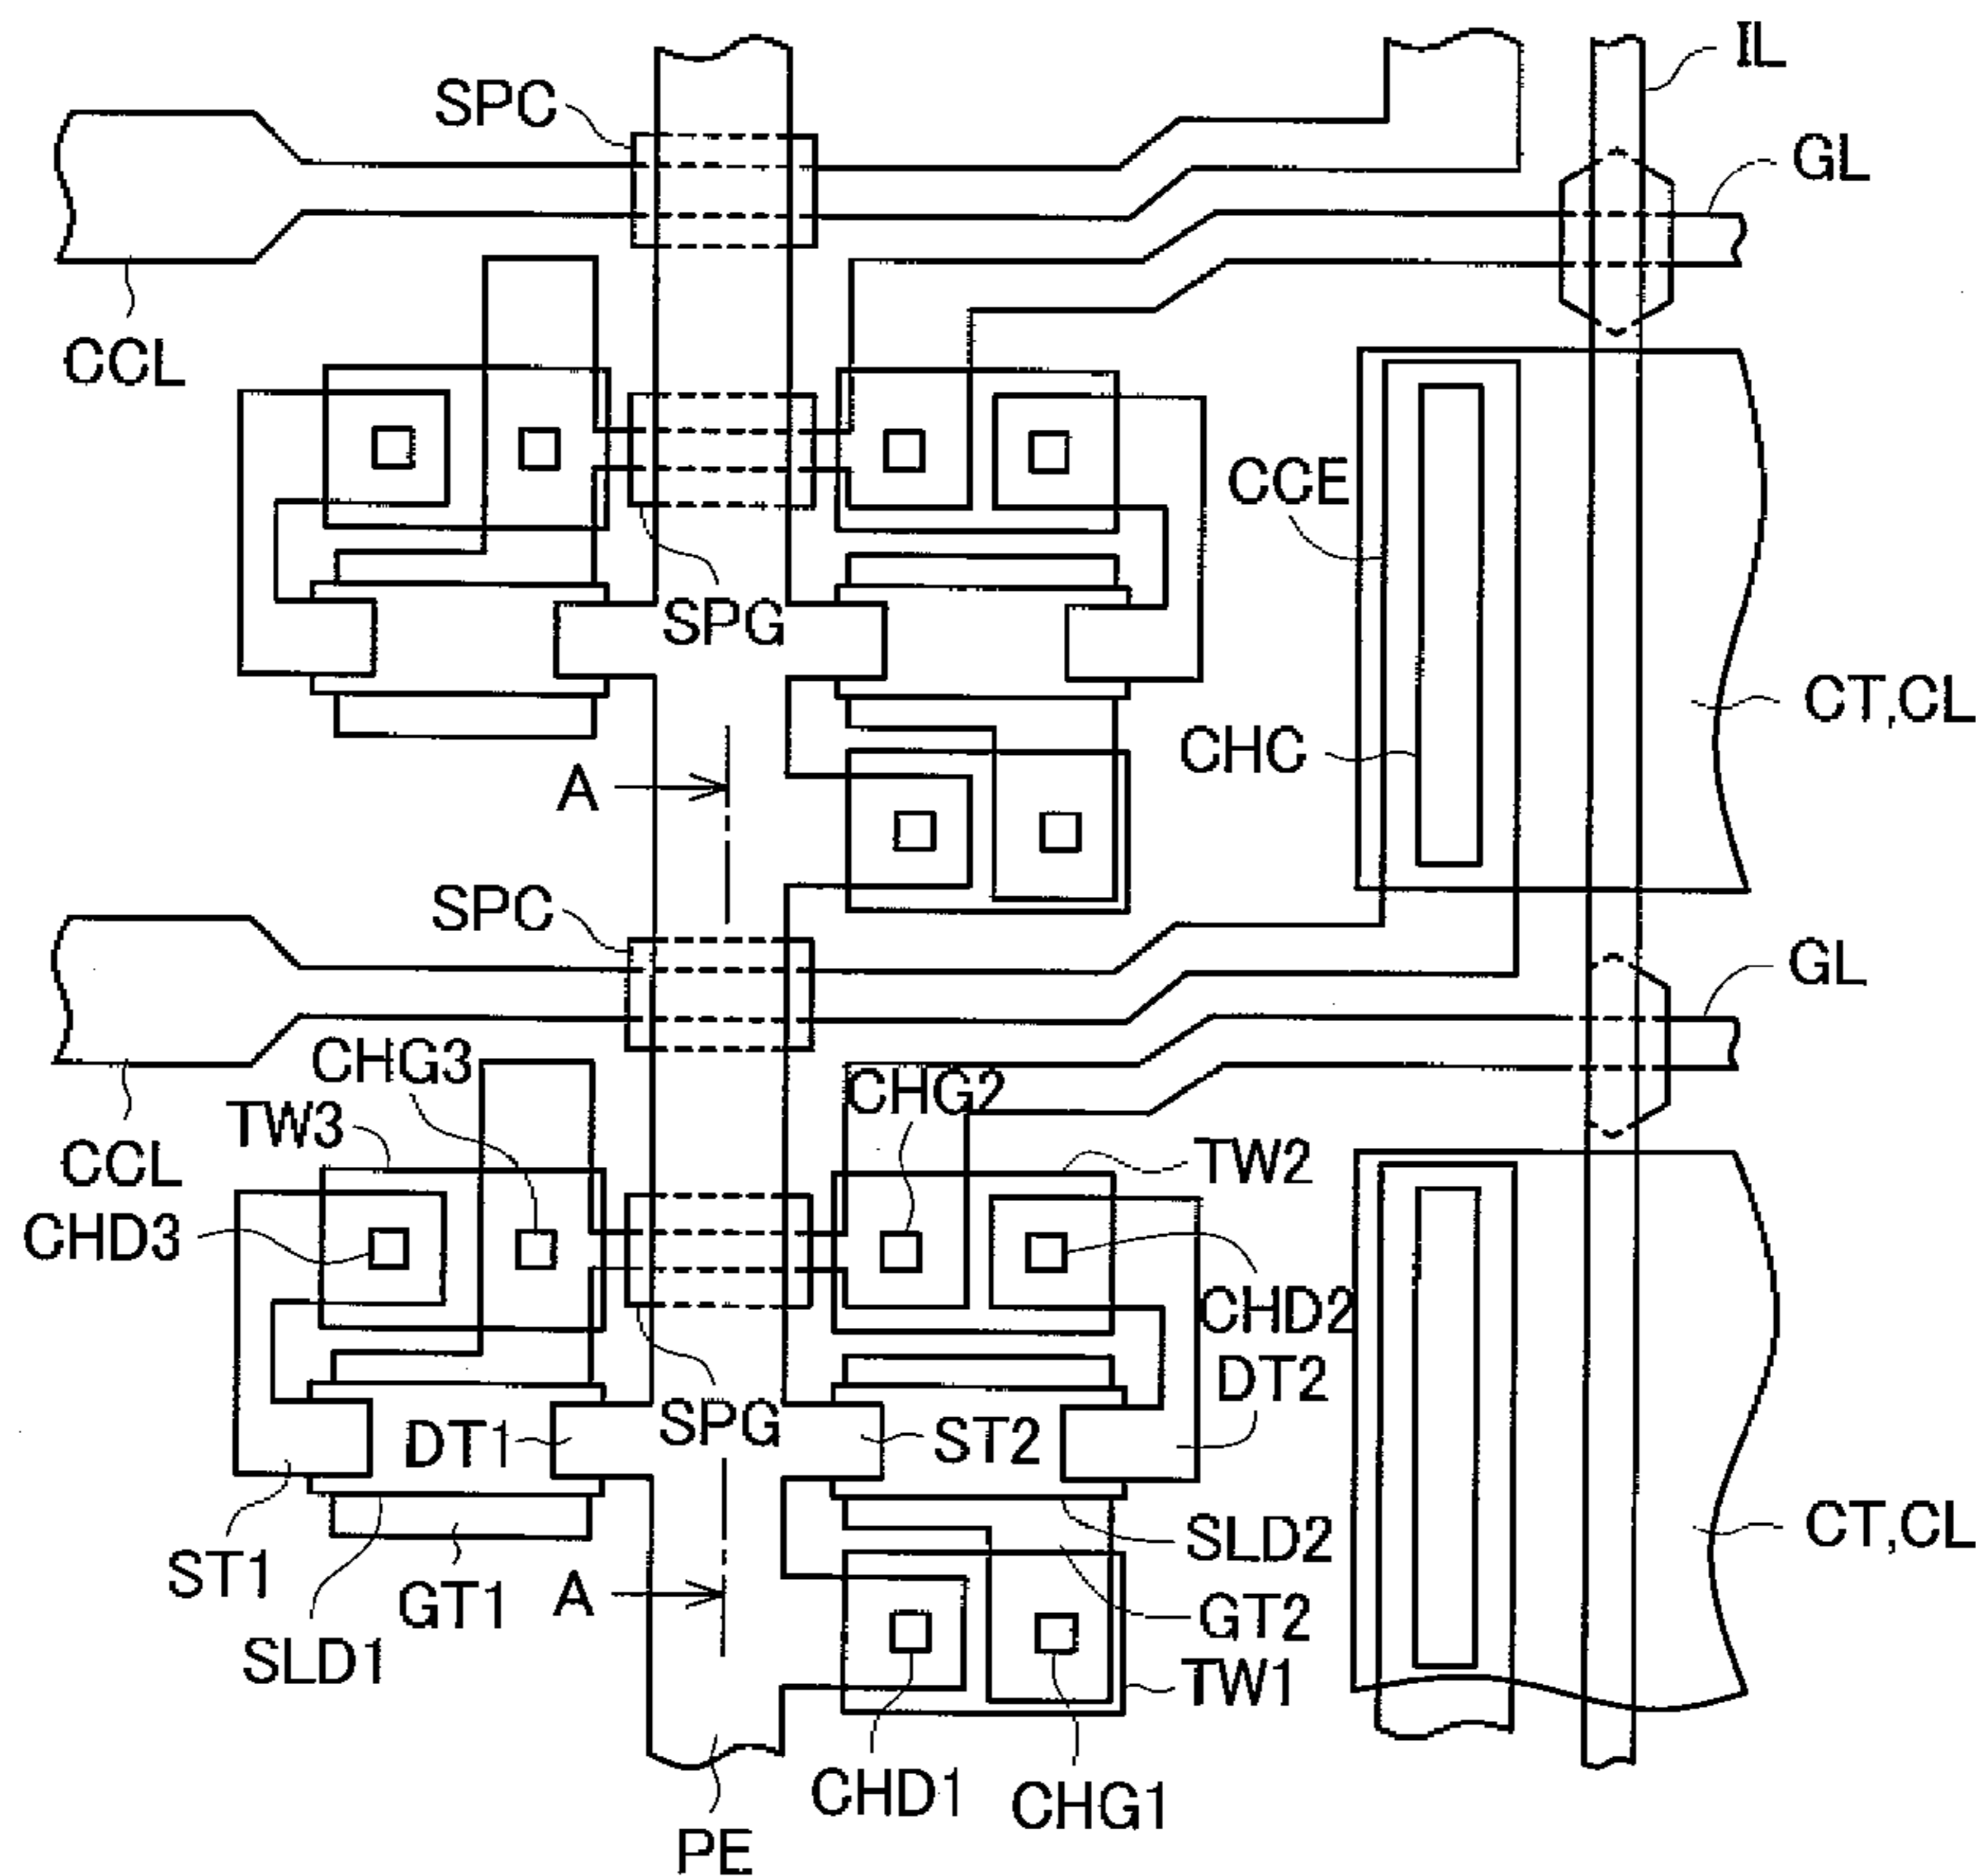 IL
SPC
GL
CCL
CCE
SPG
CT,CL
CHC
A
SPC
GL
CHG3
CHG2
TW3
CCL
TW2
CHD3
CHD2
DT2
DT1
SPG
ST2
SLD2
ST1
GT1
A
GT2
SLD1
TW1
CT,CL
CHD1
CHG1
PE